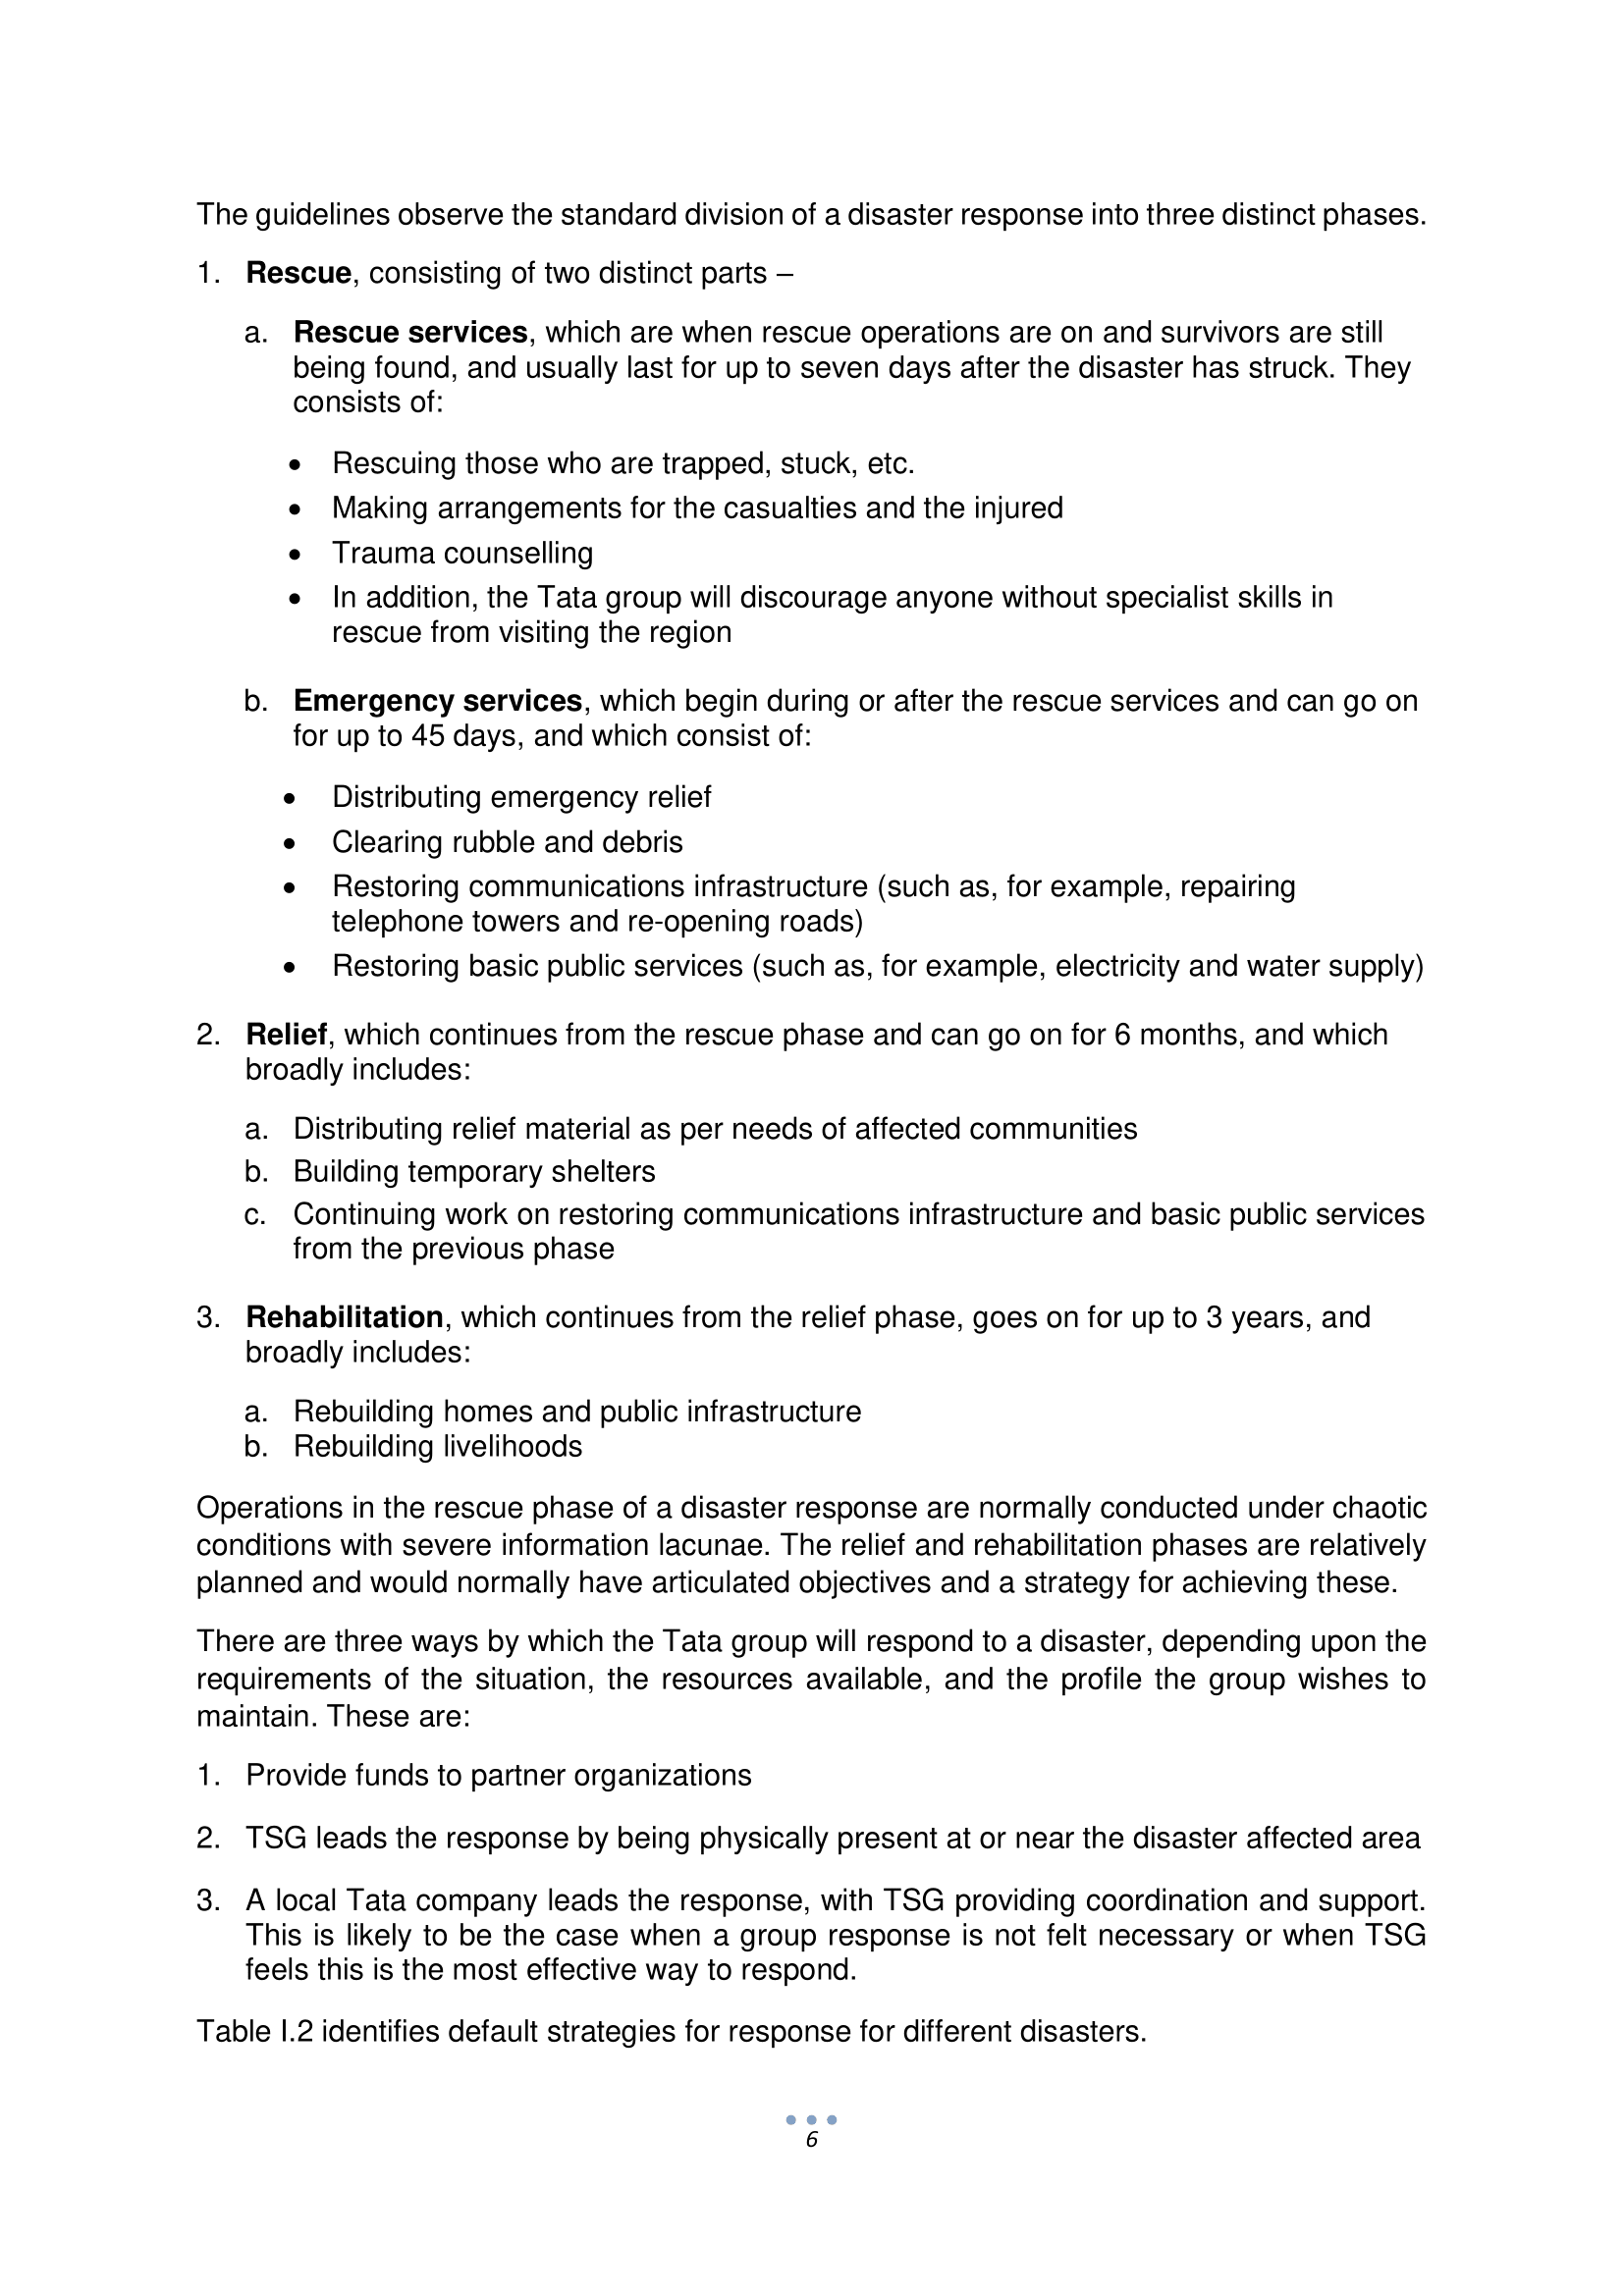 The guidelines observe the standard division of a disaster response into three distinct phases.
1. Rescue, consisting of two distinct parts –
a. Rescue services, which are when rescue operations are on and survivors are still
being found, and usually last for up to seven days after the disaster has struck. They
consists of:
• Rescuing those who are trapped, stuck, etc.
• Making arrangements for the casualties and the injured
• Trauma counselling
• In addition, the Tata group will discourage anyone without specialist skills in
rescue from visiting the region
b. Emergency services, which begin during or after the rescue services and can go on
for up to 45 days, and which consist of:
• Distributing emergency relief
• Clearing rubble and debris
• Restoring communications infrastructure (such as, for example, repairing
telephone towers and re-opening roads)
• Restoring basic public services (such as, for example, electricity and water supply)
2. Relief, which continues from the rescue phase and can go on for 6 months, and which
broadly includes:
a. Distributing relief material as per needs of affected communities
b. Building temporary shelters
c. Continuing work on restoring communications infrastructure and basic public services
from the previous phase
3. Rehabilitation, which continues from the relief phase, goes on for up to 3 years, and
broadly includes:
a. Rebuilding homes and public infrastructure
b. Rebuilding livelihoods
Operations in the rescue phase of a disaster response are normally conducted under chaotic
conditions with severe information lacunae. The relief and rehabilitation phases are relatively
planned and would normally have articulated objectives and a strategy for achieving these.
There are three ways by which the Tata group will respond to a disaster, depending upon the
requirements of the situation, the resources available, and the profile the group wishes to
maintain. These are:
1. Provide funds to partner organizations
2. TSG leads the response by being physically present at or near the disaster affected area
3. A local Tata company leads the response, with TSG providing coordination and support.
This is likely to be the case when a group response is not felt necessary or when TSG
feels this is the most effective way to respond.
Table I.2 identifies default strategies for response for different disasters.
6